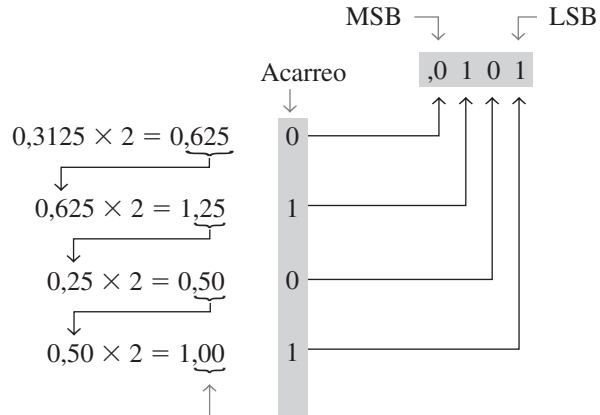 MSB LSB
,0 1 0 1
Acarreo
0,3125 × 2 = 0,625 0
0,625 × 2 = 1,25 1
0,25 × 2 = 0,50 0
0,50 × 2 = 1,00 1